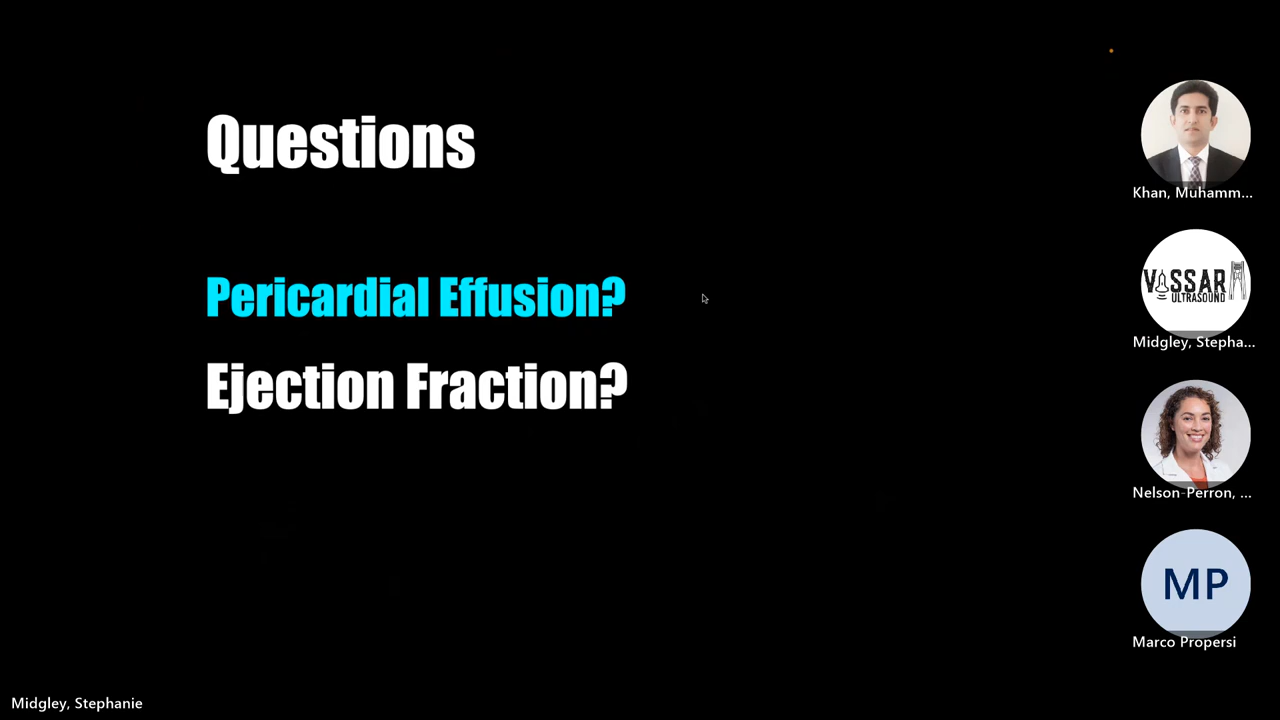 Questions
Pericardial Effusion?
Ejection Fraction?
Khan, Muhamm...
VASSAR
ULTRASOUND
Midgley, Stepha...
Nelson-Perron, ...
MP
Marco Propersi
Midgley, Stephanie